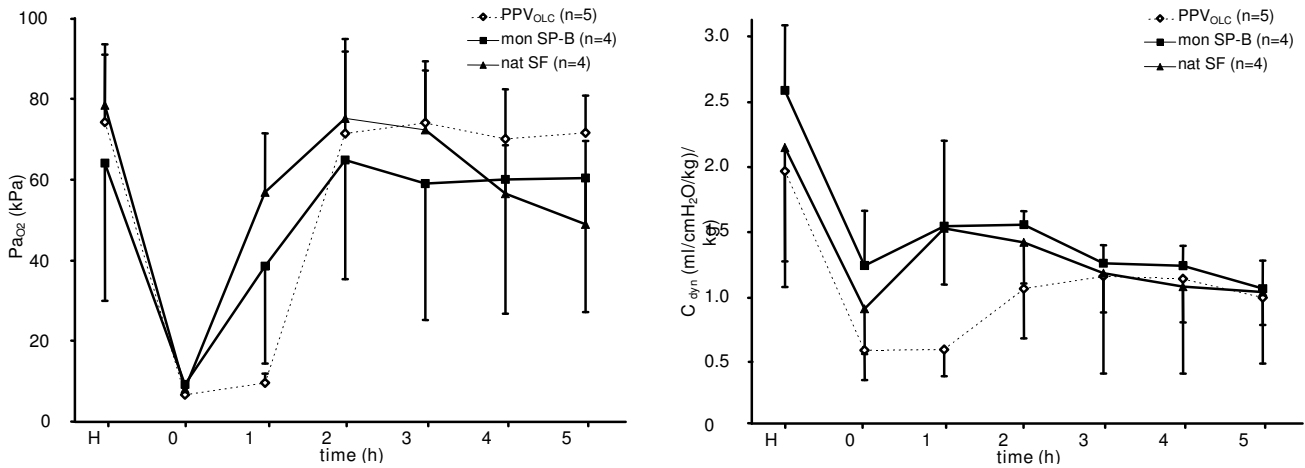 PPVOLC (n=5)
mon SP-B (n=4)
nat SF (n=4)
100
80
60
40
20
0
PaO2 (kPa)
H 0 1 2 3 4 5
time (h)
PPVOLC (n=5)
mon SP-B (n=4)
nat SF (n=4)
3.0
2.5
2.0
1.5
1.0
0.5
0
C dyn (ml/cmH2O/kg)/
kg)
H 0 1 2 3 4 5
time (h)